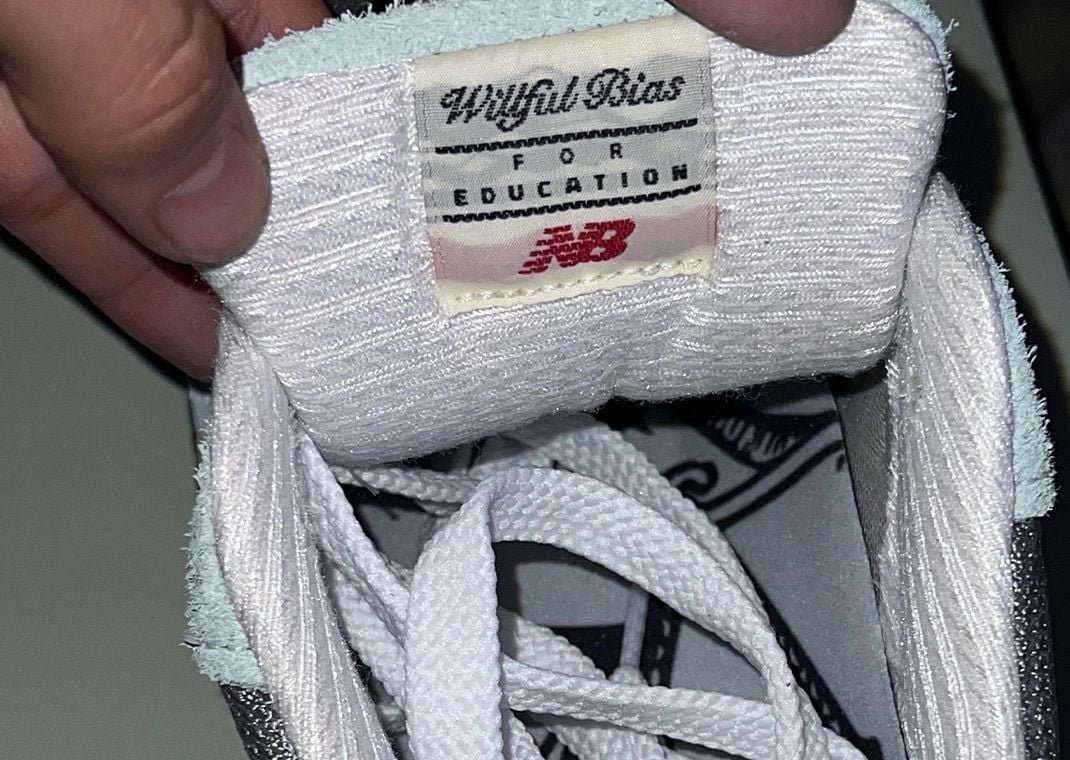 Willful Bias
FOR
EDUCATION
NB